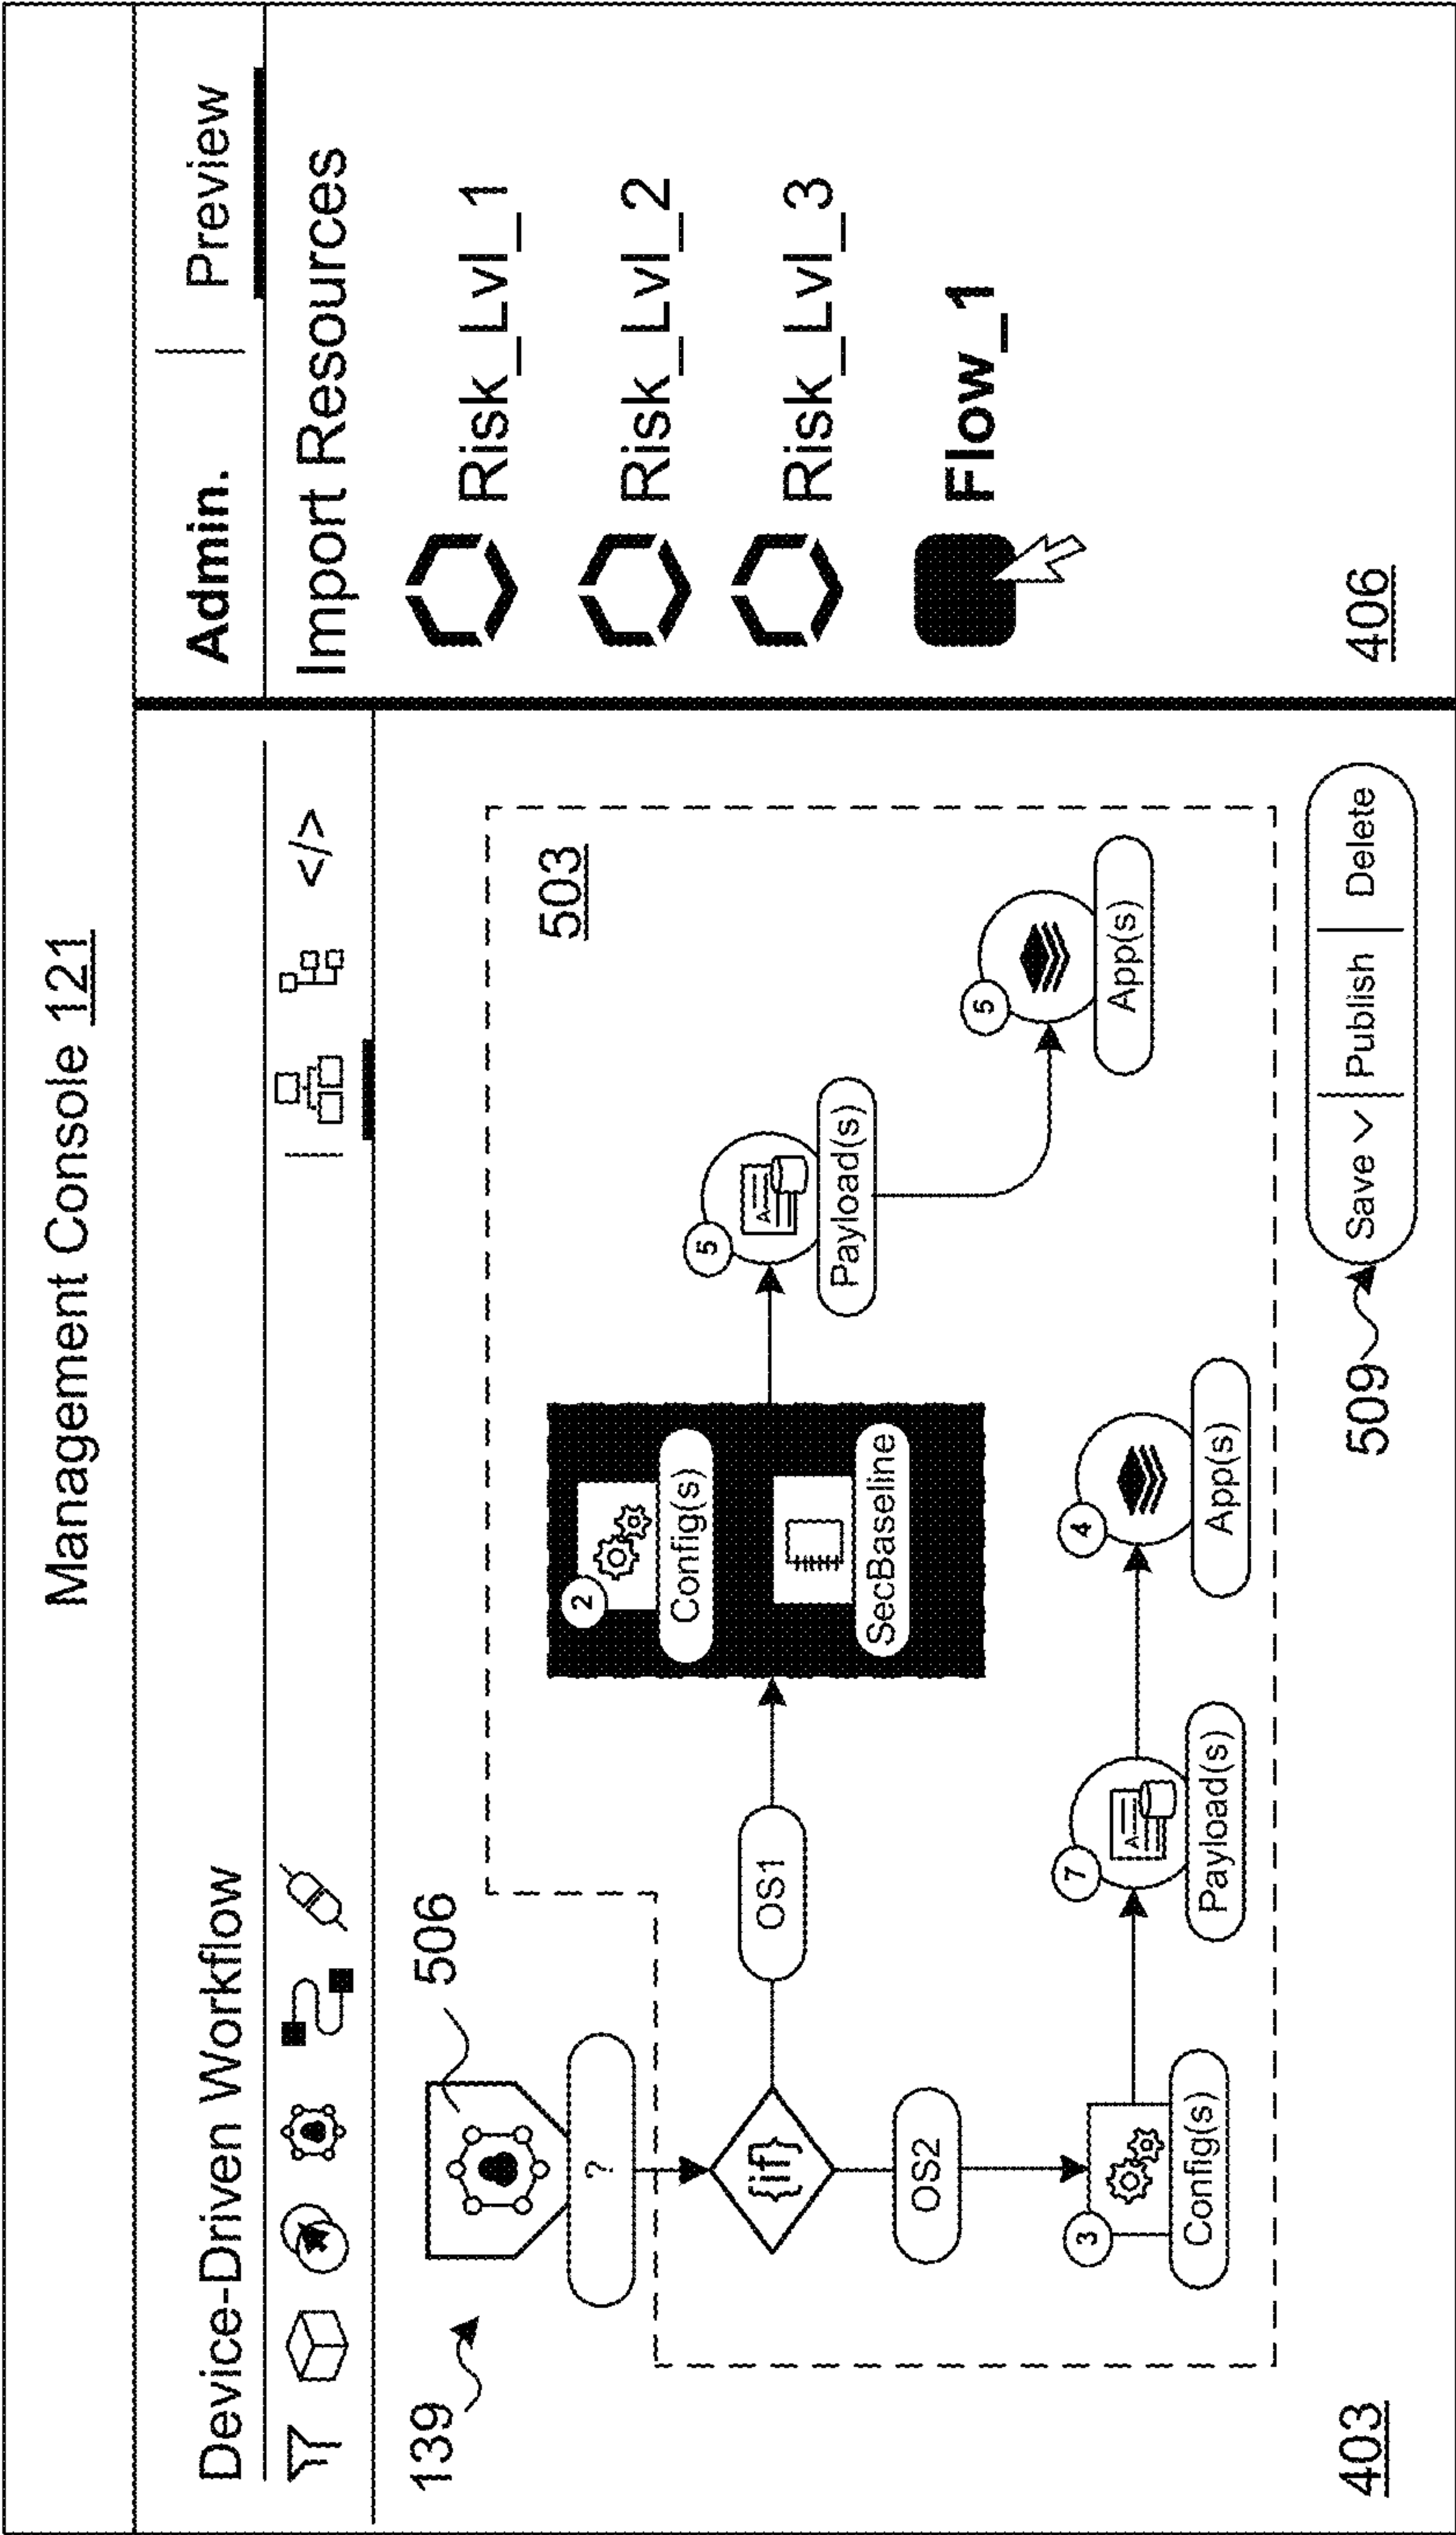 Management Console 121
Device-Driven Workflow
</>
Admin. | Preview
Import Resources
Risk_Lvl_1
Risk_Lvl_2
Risk_Lvl_3
Flow_1
406
139
506
?
503
{if}
OS1
2
Config(s)
SecBaseline
5
A
Payload(s)
5
App(s)
OS2
3
Config(s)
7
A
Payload(s)
4
App(s)
403
509
Save | Publish | Delete